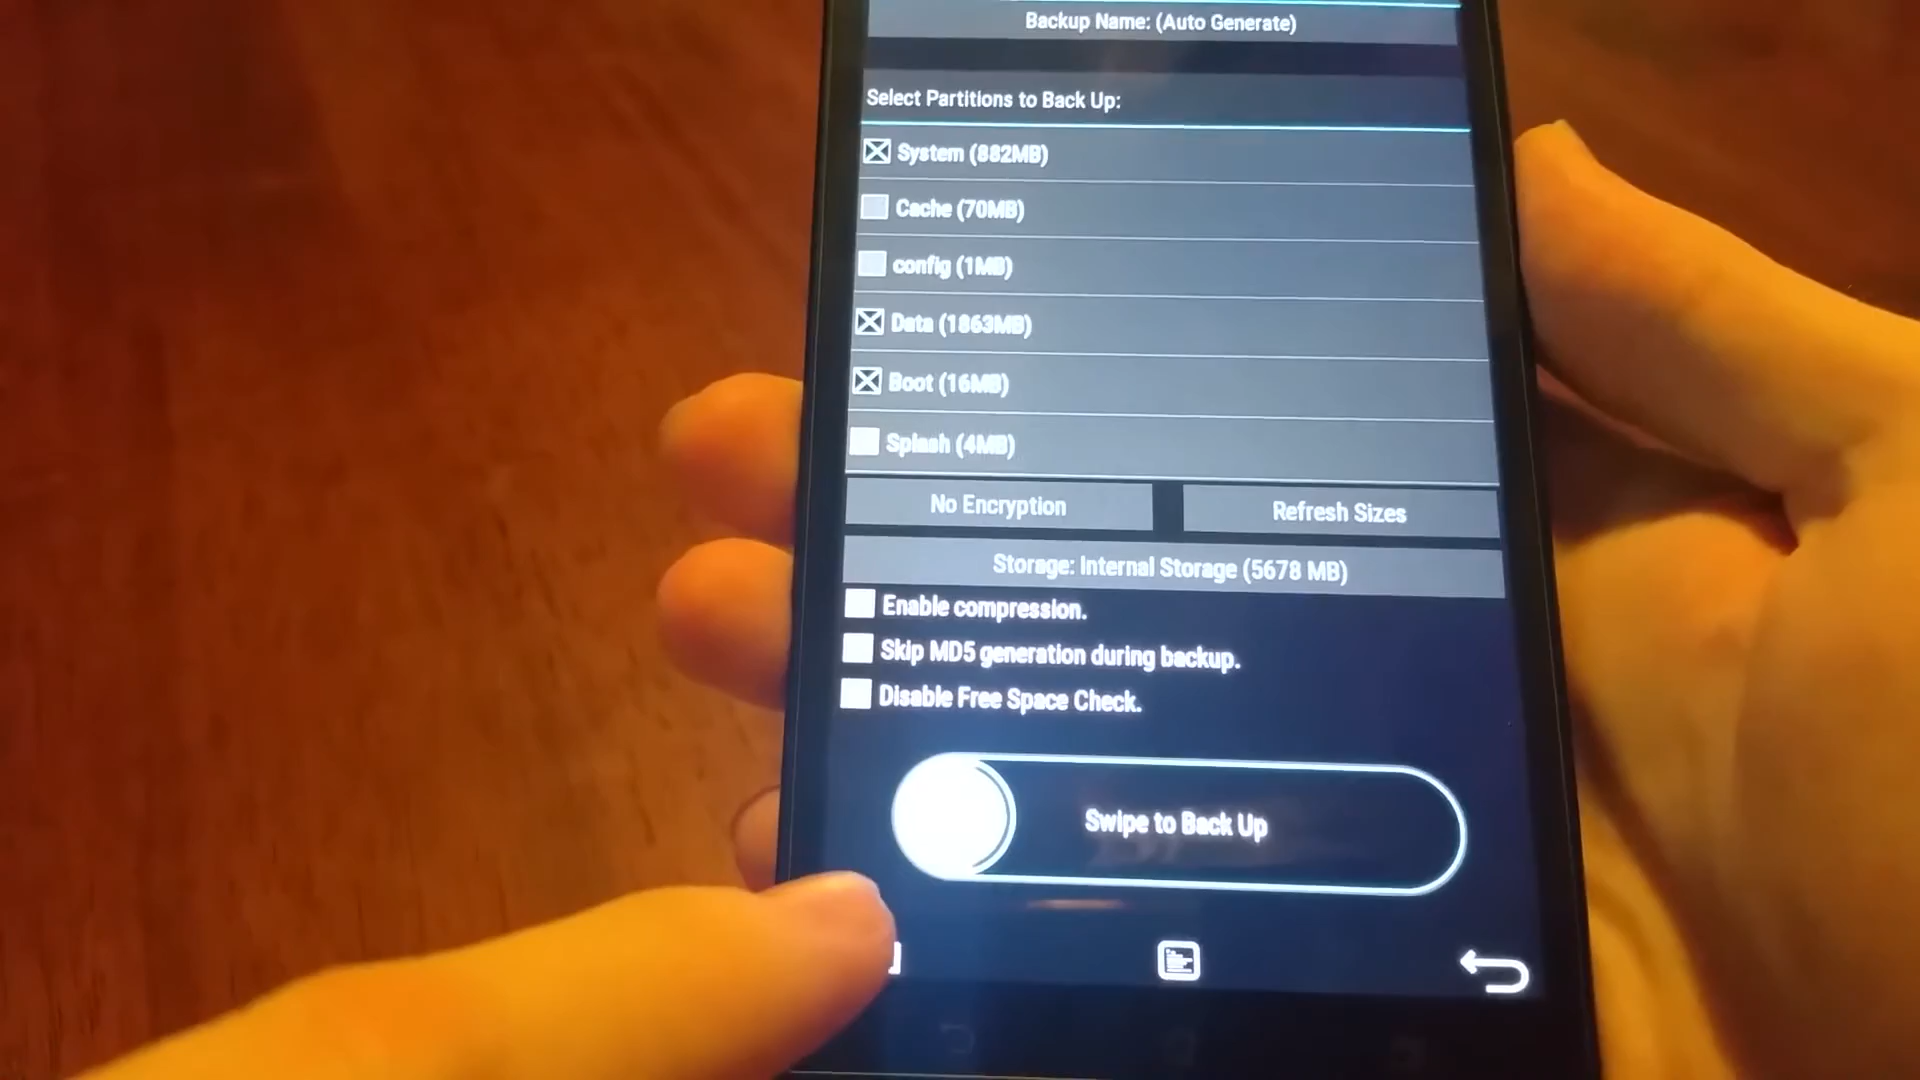 Backup Name: (Auto Generate)
Select Partitions to Back Up:
System (882MB)
Cache (70MB)
config (1MB)
Data (1863MB)
Boot (16MB)
Splash (4MB)
No Encryption
Refresh Sizes
Storage: Internal Storage (5678 MB)
Enable compression.
Skip MD5 generation during backup.
Disable Free Space Check.
Swipe to Back Up